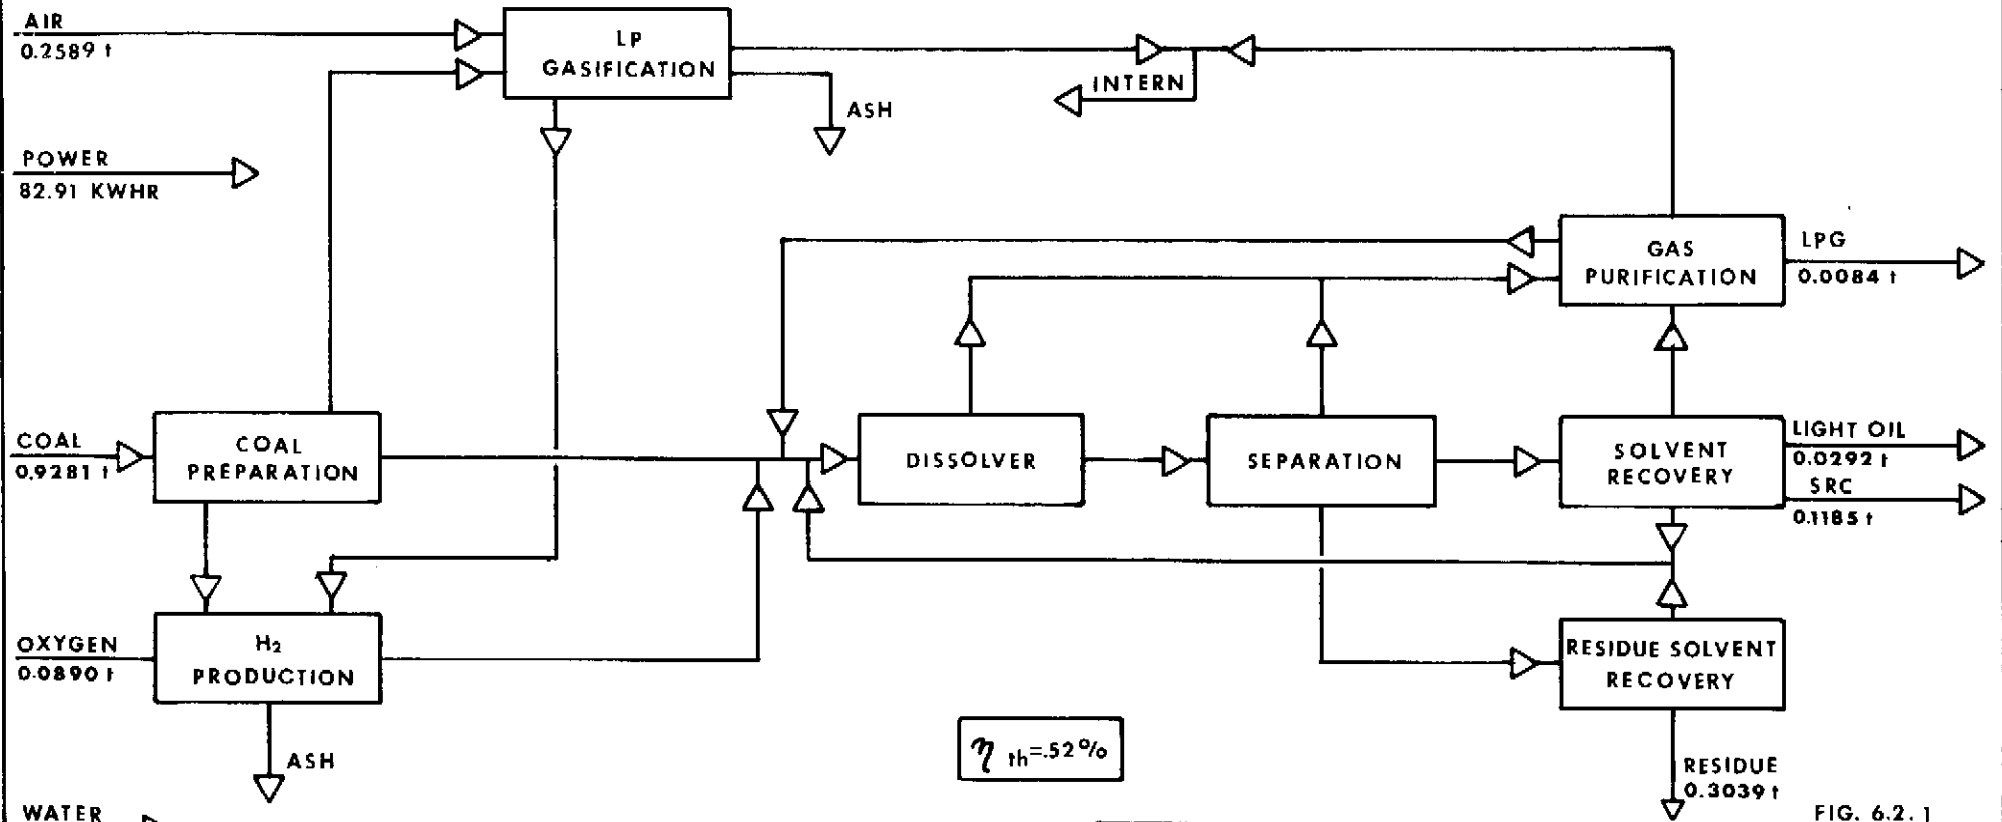 AIR
0.2589 t
LP
GASIFICATION
ASH
INTERN
POWER
82.91 KWHR
GAS
PURIFICATION
LPG
0.0084 t
COAL
0.9281 t
COAL
PREPARATION
DISSOLVER
SEPARATION
SOLVENT
RECOVERY
LIGHT OIL
0.0292 t
SRC
0.1185 t
OXYGEN
0.0890 t
H2
PRODUCTION
RESIDUE SOLVENT
RECOVERY
η th=.52%
ASH
RESIDUE
0.3039 t
WATER
FIG. 6.2.1